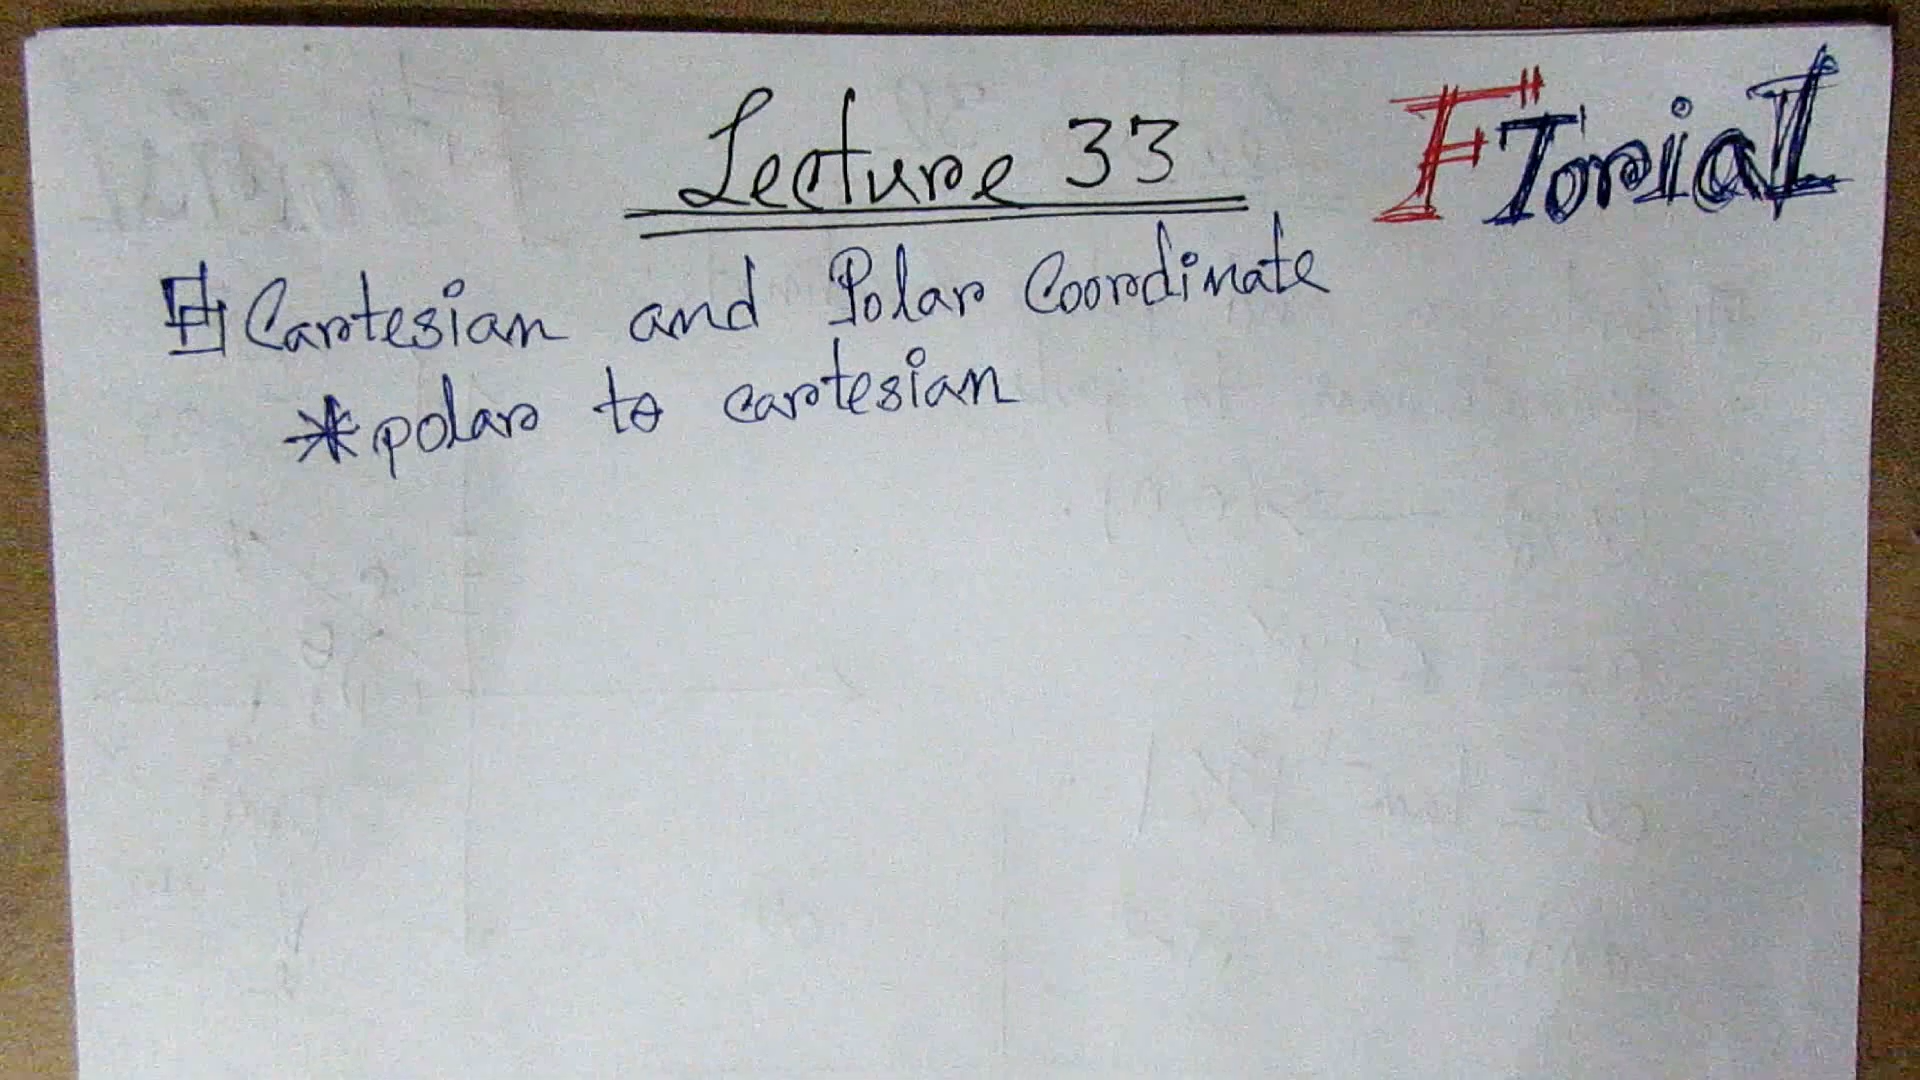 Lecture 33
FTorial
Cartesian and Polar Coordinate
*polar to cartesian